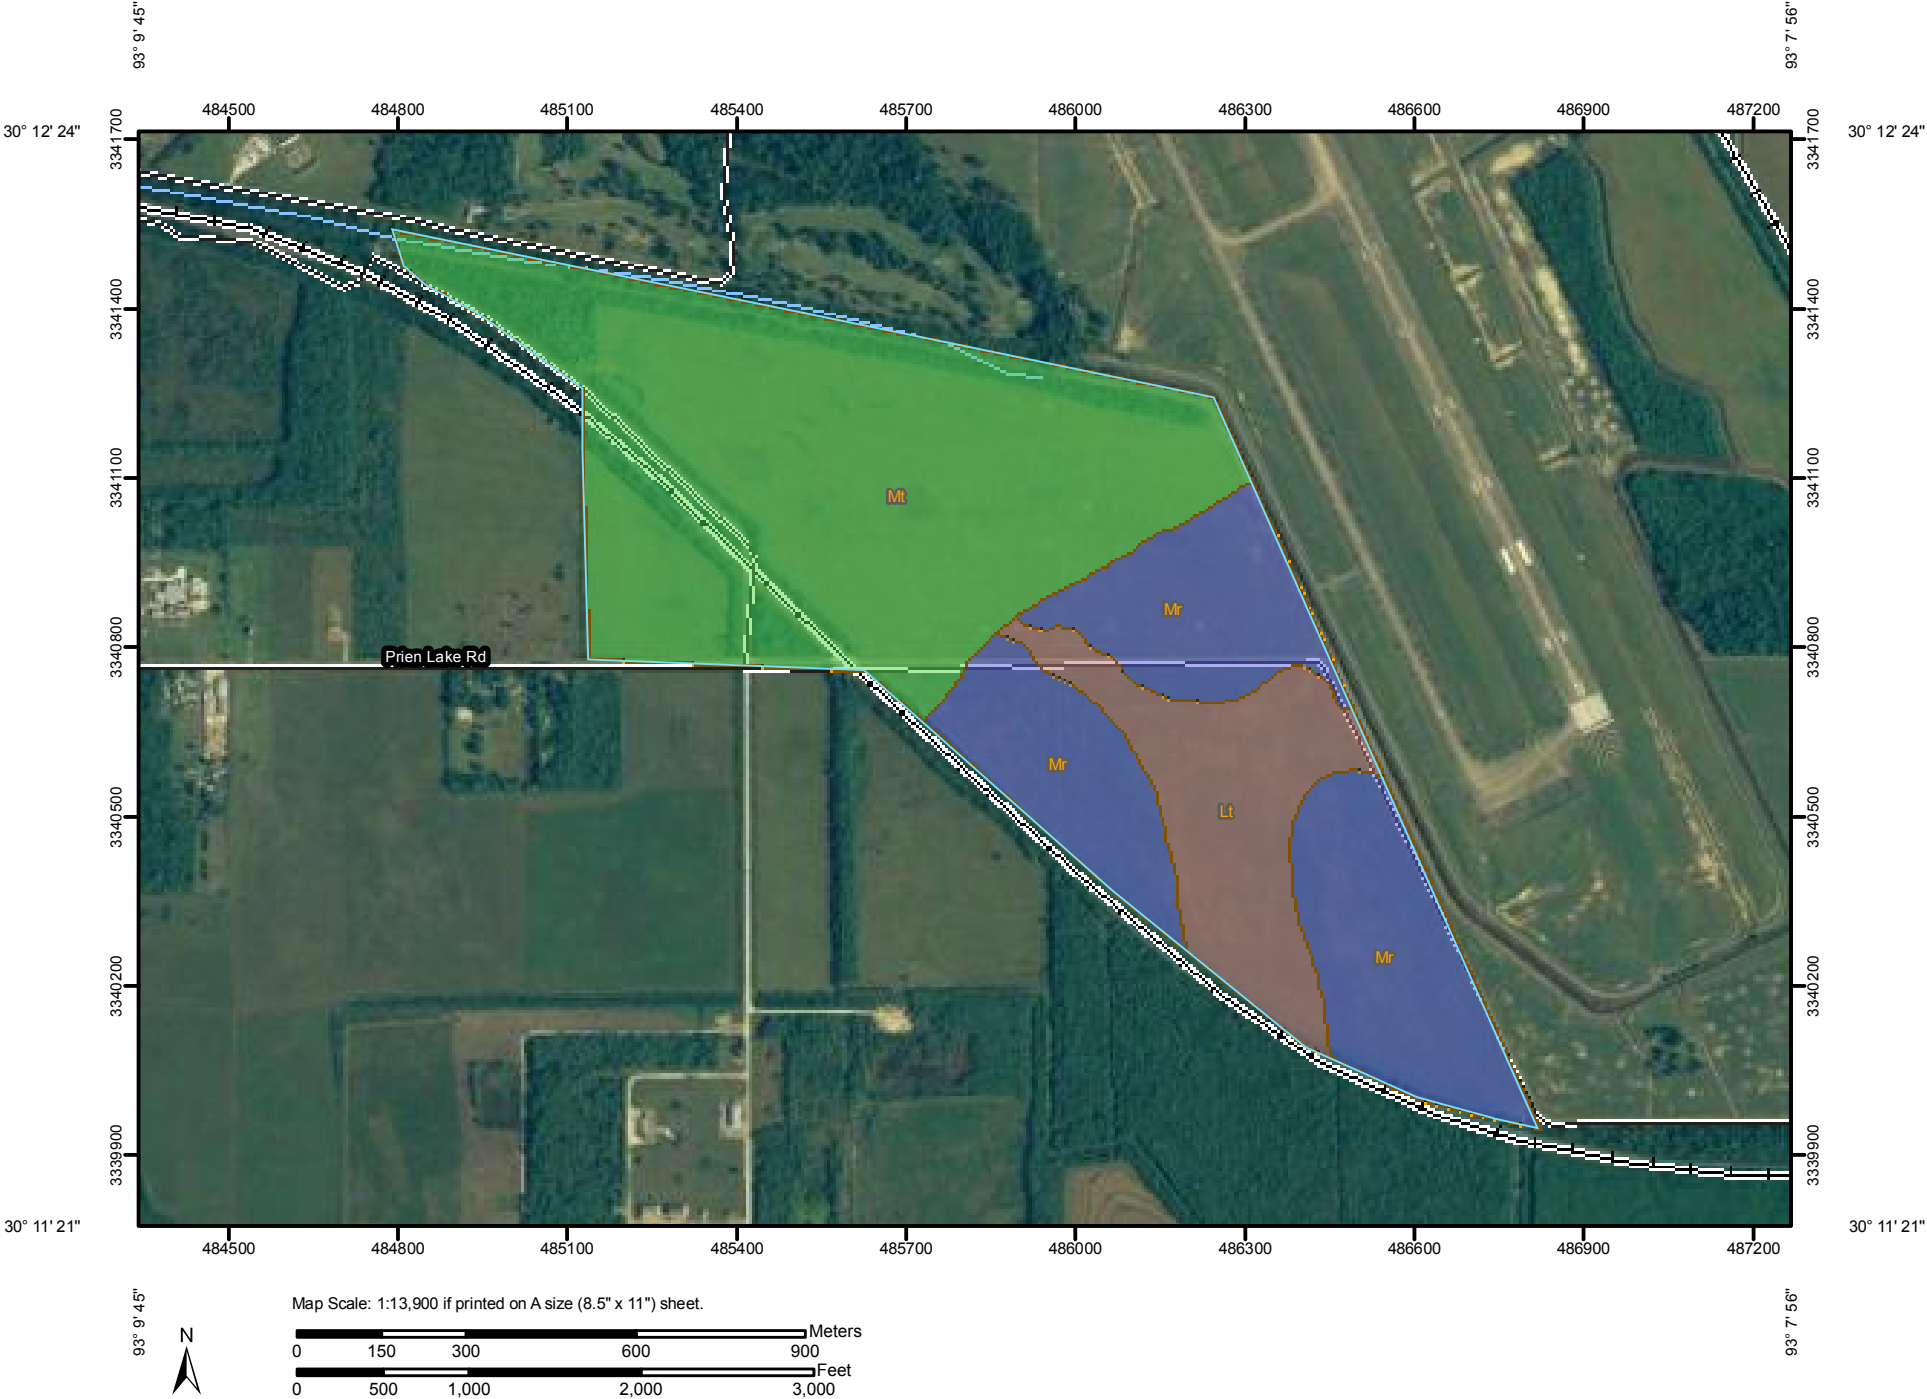 93° 9' 45"
93° 7' 56"
484500 484800 485100 485400 485700 486000 486300 486600 486900 487200
30° 12' 24"
30° 12' 24"
3341700
3341700
3341400
3341400
3341100
3341100
Mt
Mr
3340800
Prien Lake Rd
3340800
Mr
Lt
3340500
3340500
Mr
3340200
3340200
3339900
3339900
30° 11' 21"
30° 11' 21"
484500 484800 485100 485400 485700 486000 486300 486600 486900 487200
93° 9' 45"
93° 7' 56"
Map Scale: 1:13,900 if printed on A size (8.5" x 11") sheet.
N
Meters
0 150 300 600 900
Feet
0 500 1,000 2,000 3,000